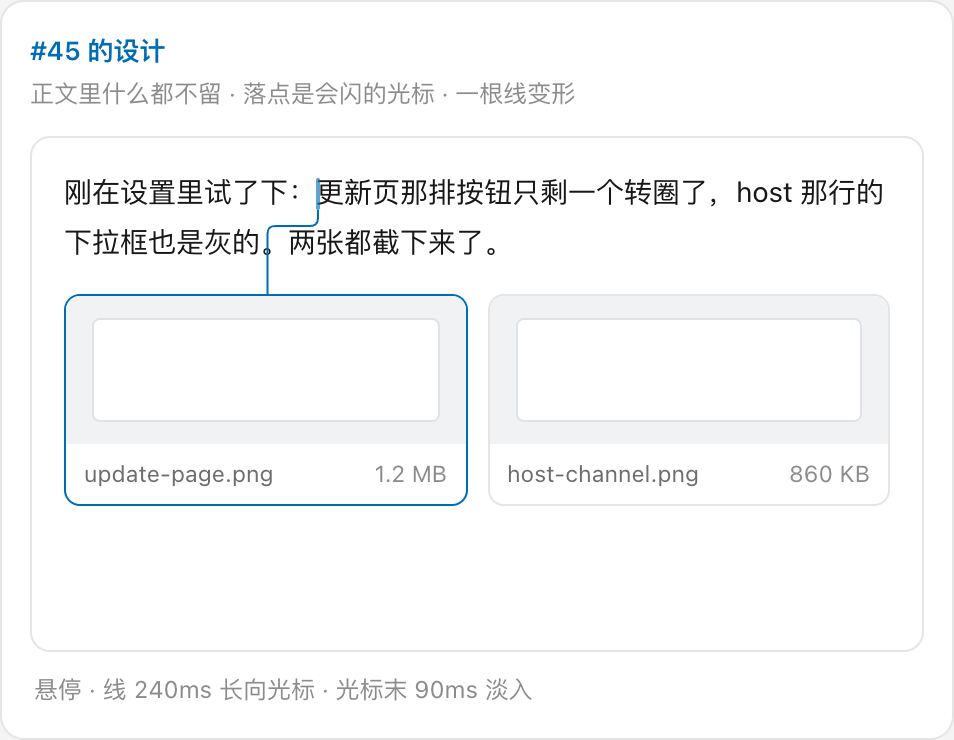 #45 的设计
正文里什么都不留 · 落点是会闪的光标 · 一根线变形
刚在设置里试了下：更新页那排按钮只剩一个转圈了，host 那行的
下拉框也是灰的。两张都截下来了。
update-page.png 1.2 MB
host-channel.png 860 KB
悬停 · 线 240ms 长向光标 · 光标末 90ms 淡入